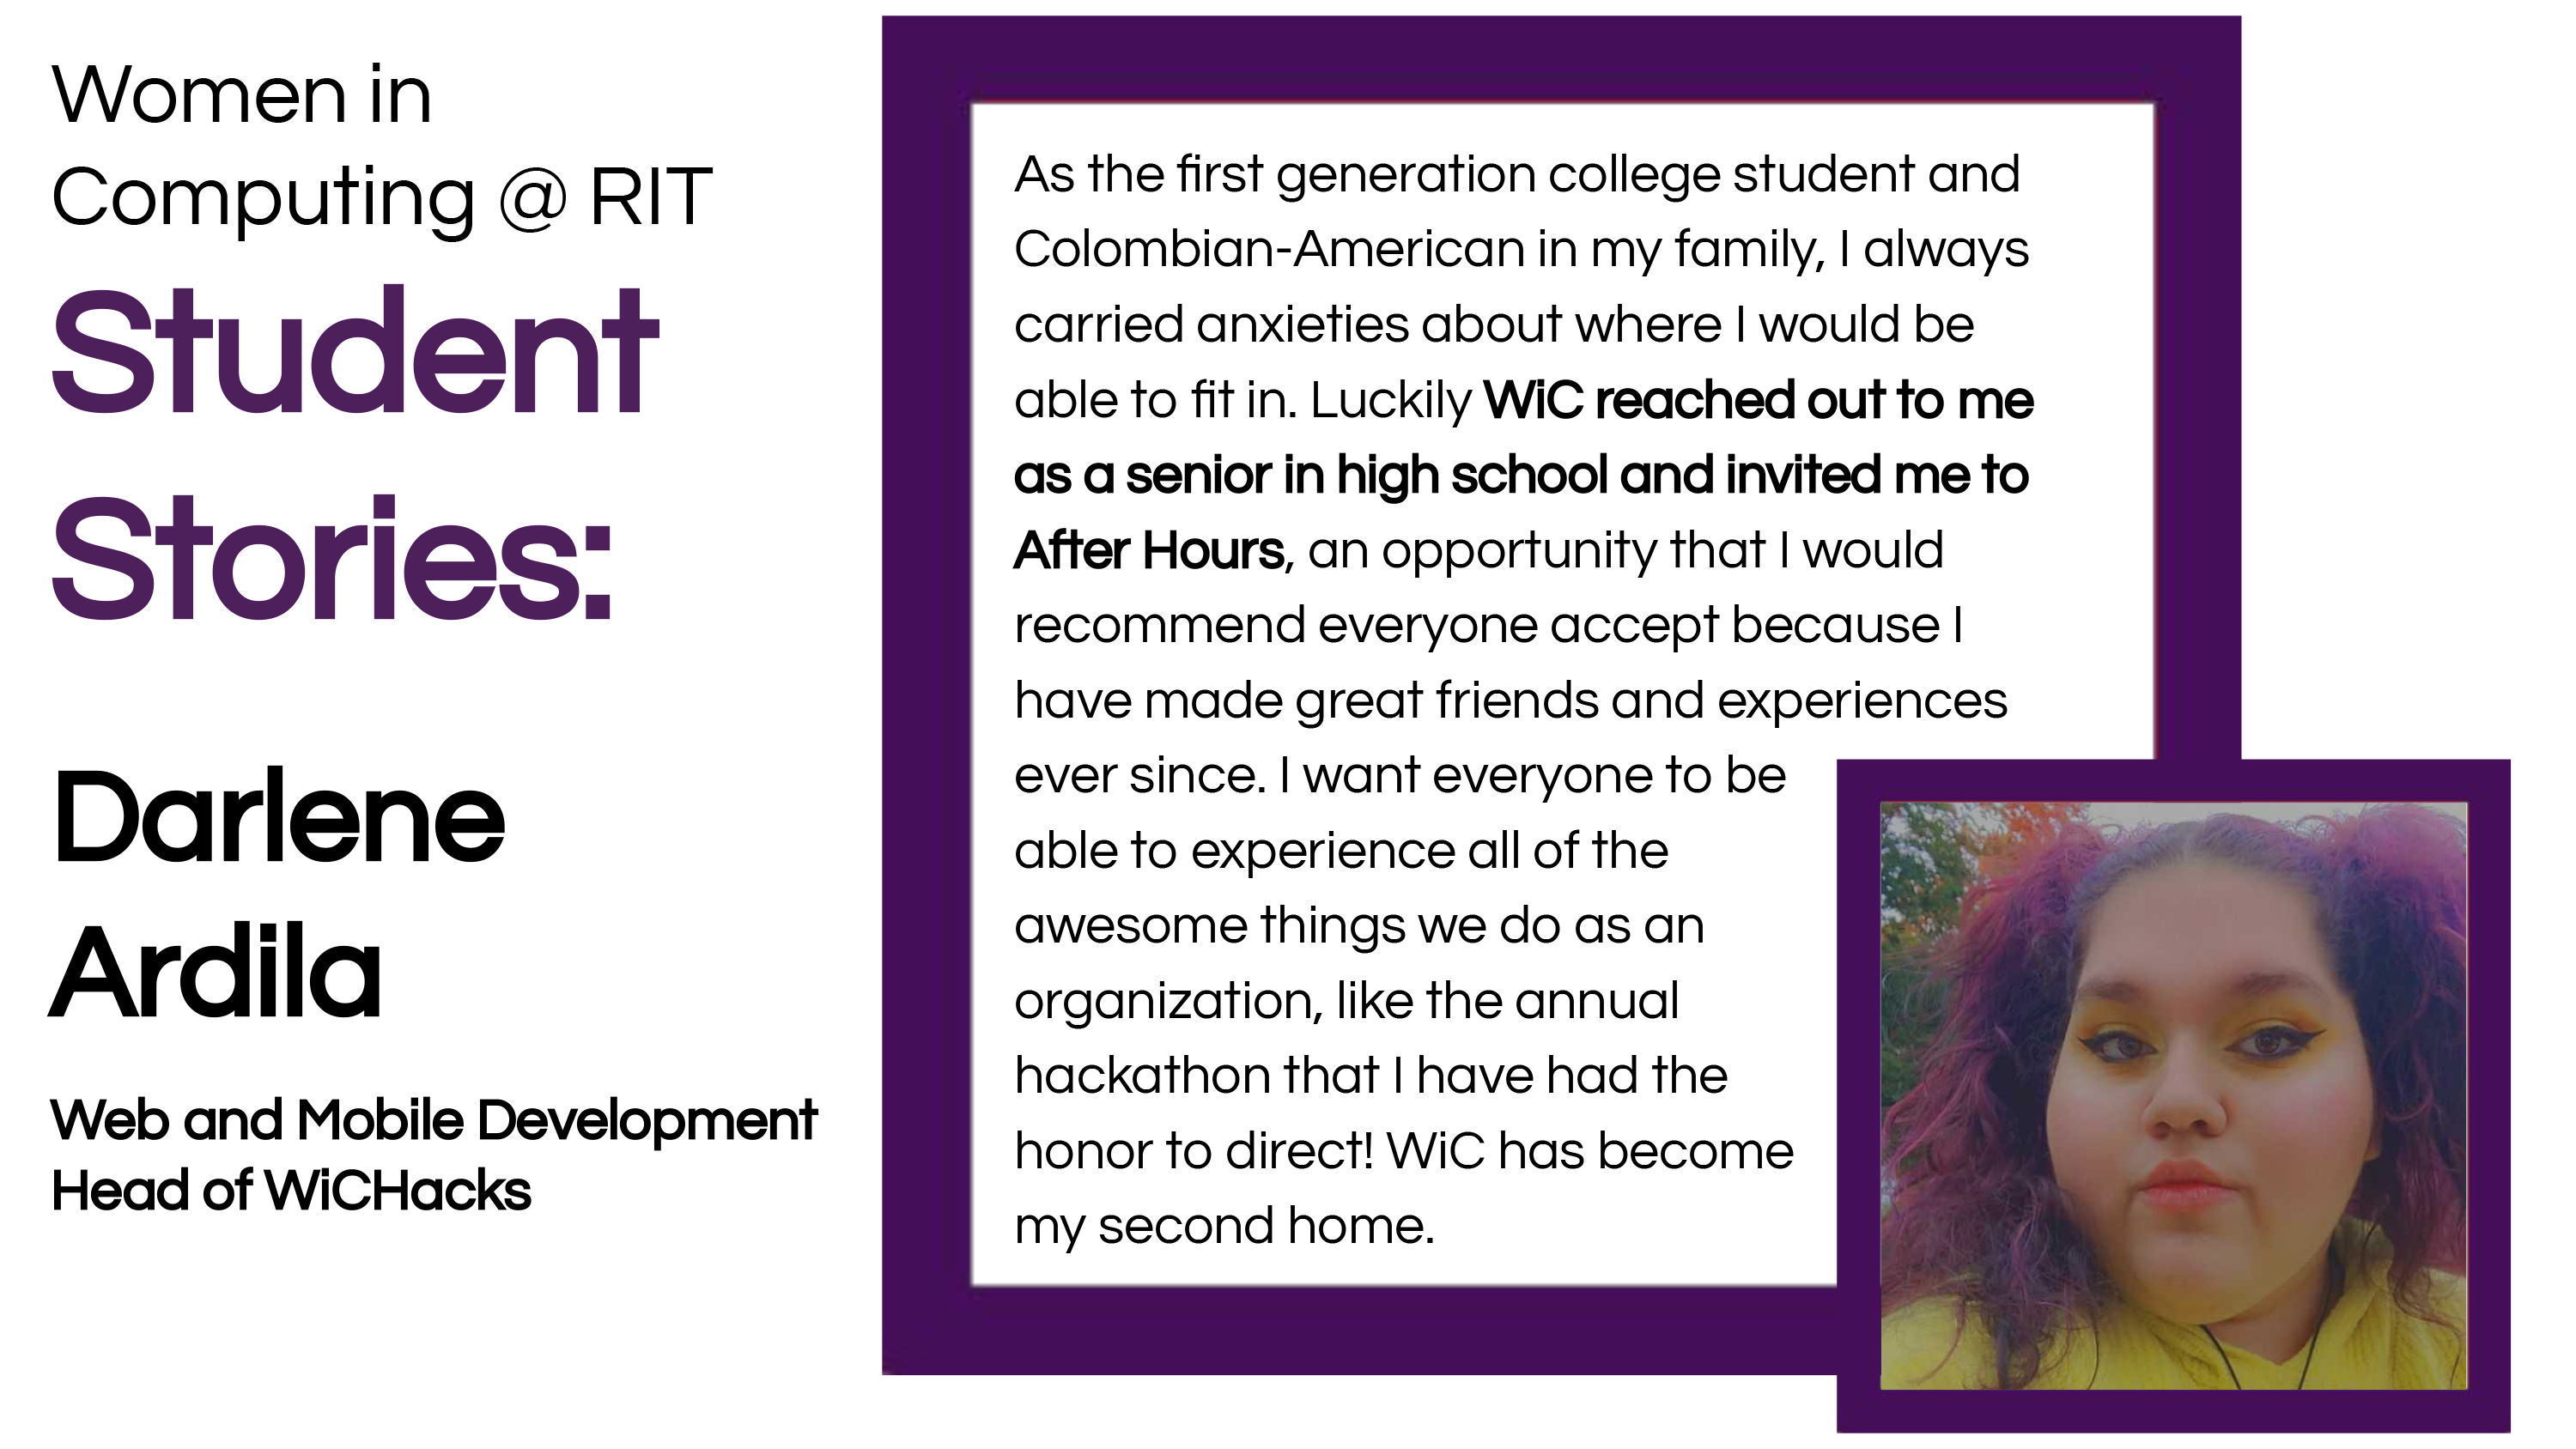 Women in
Computing @ RIT
Student
Stories:
Darlene
Ardila
Web and Mobile Development
Head of WiCHacks
As the first generation college student and
Colombian-American in my family, I always
carried anxieties about where I would be
able to fit in. Luckily WiC reached out to me
as a senior in high school and invited me to
After Hours, an opportunity that I would
recommend everyone accept because I
have made great friends and experiences
ever since. I want everyone to be
able to experience all of the
awesome things we do as an
organization, like the annual
hackathon that I have had the
honor to direct! WiC has become
my second home.